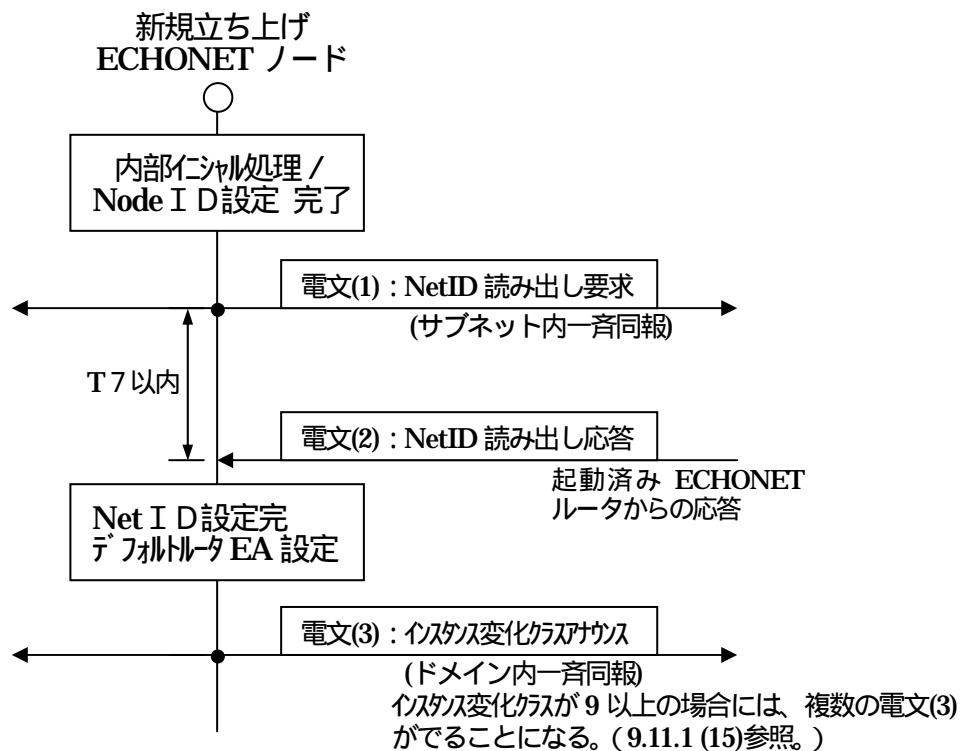 新規立ち上げ
ECHONET ノード
内部イニシャル処理 /
Node ＩＤ設定 完了
電文(1)：NetID 読み出し要求
(サブネット内一斉同報)
T７以内
電文(2)：NetID 読み出し応答
起動済み ECHONET
ルータからの応答
Net ＩＤ設定完
デフォルトルータ EA 設定
電文(3)：インスタンス変化クラスアナウンス
(ドメイン内一斉同報)
インスタンス変化クラスが 9 以上の場合には、複数の電文(3)
がでることになる。( 9.11.1 (15)参照。)